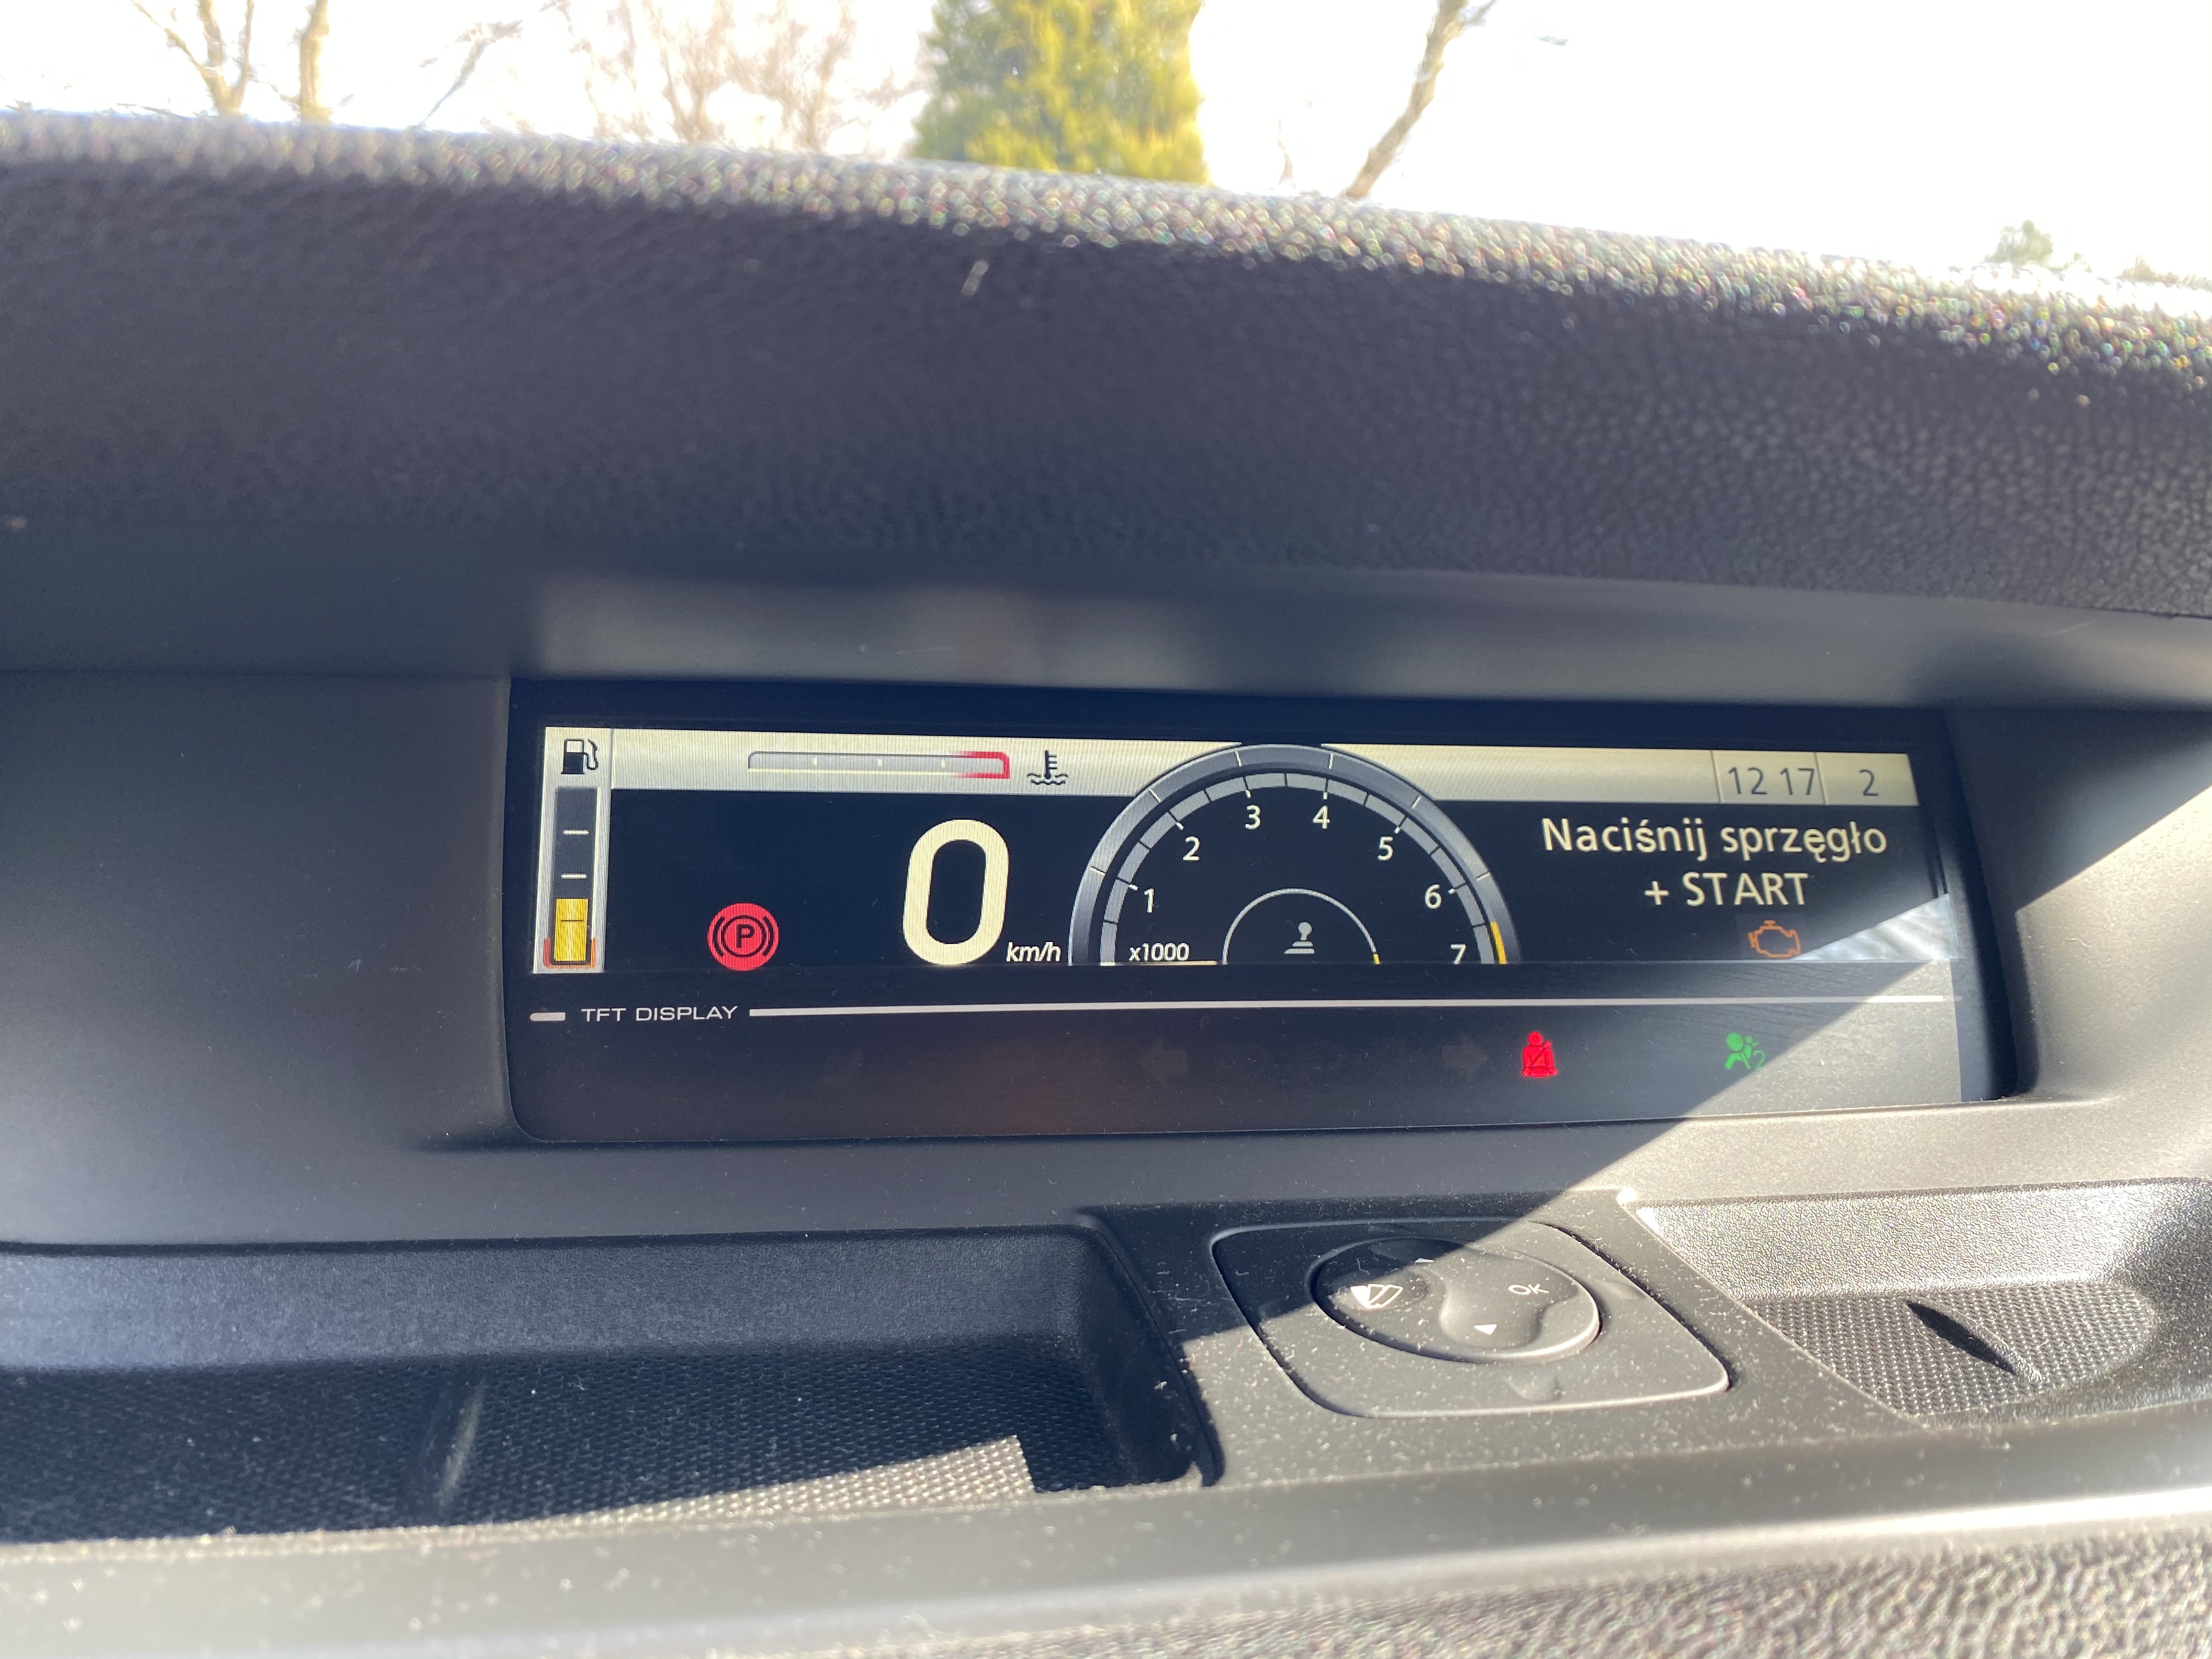 12 17 2
Naciśnij sprzęgło
+ START
P
0
km/h
1 2 3 4 5 6 7
x1000
TFT DISPLAY
2
OK